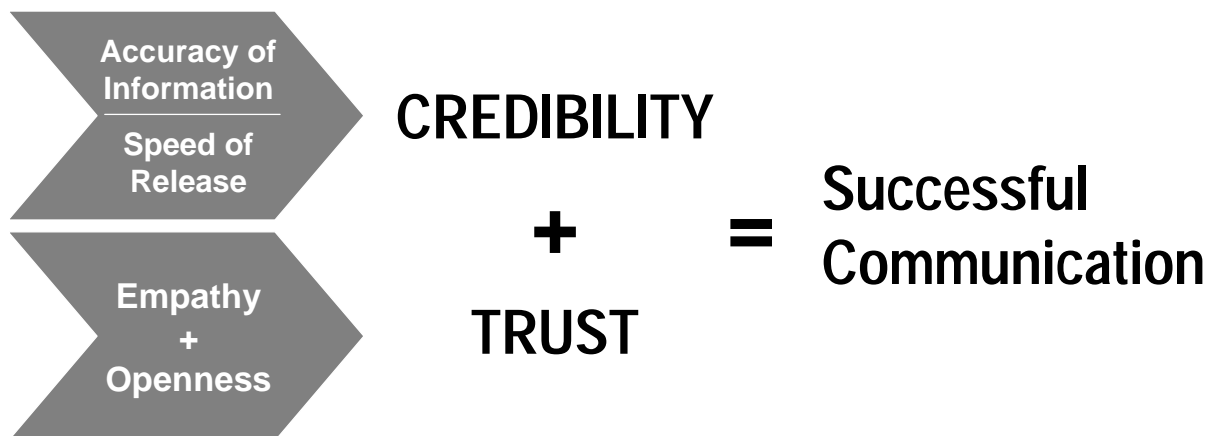 Accuracy of
Information
Speed of
Release
CREDIBILITY
+
TRUST
=
Successful
Communication
Empathy
+
Openness